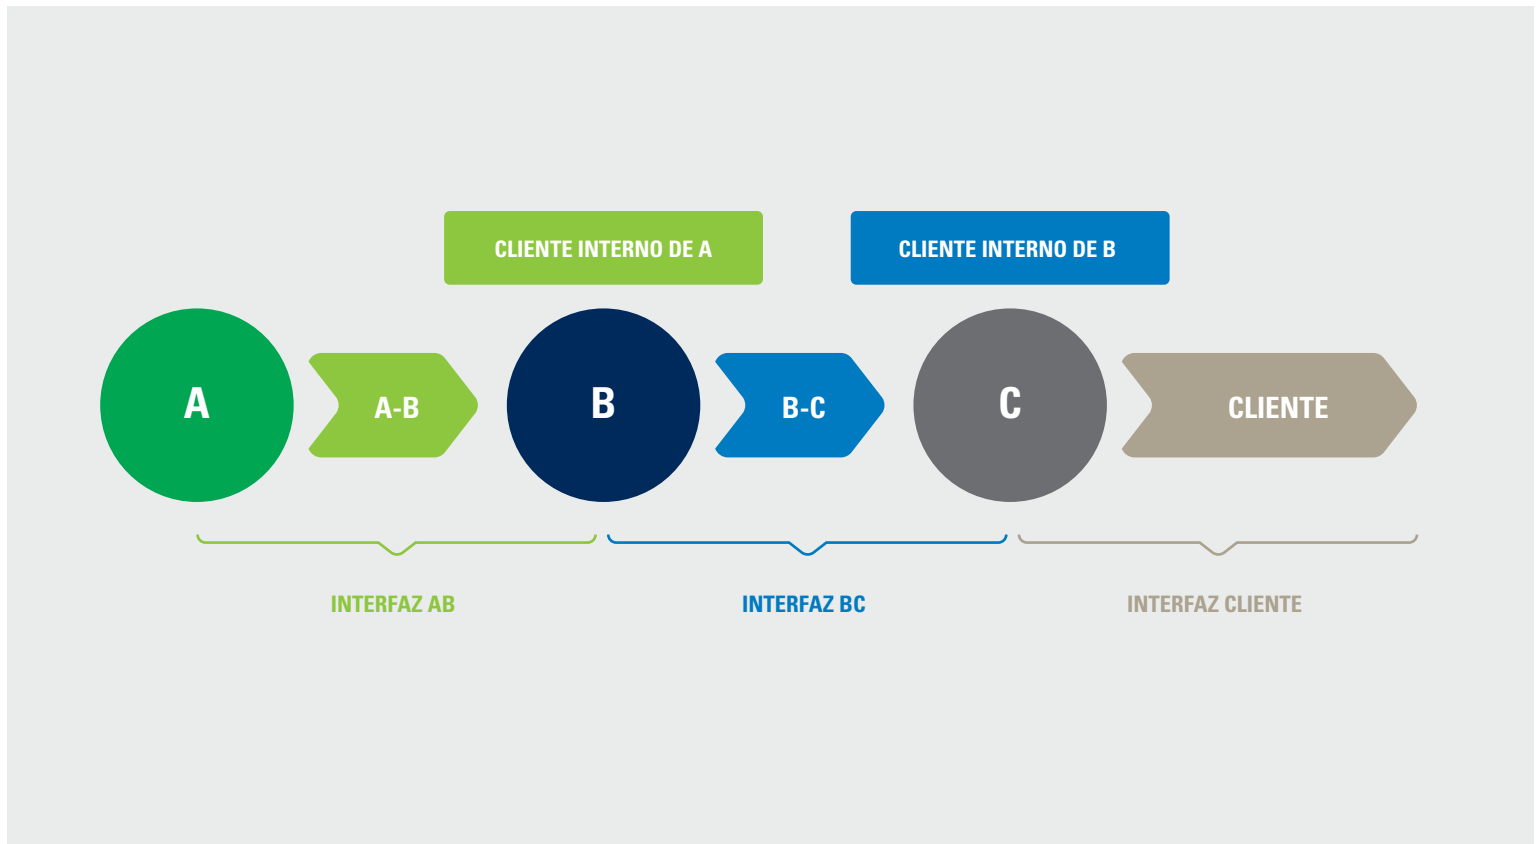 CLIENTE INTERNO DE A
CLIENTE INTERNO DE B
A
A-B
B
B-C
C
CLIENTE
INTERFAZ AB
INTERFAZ BC
INTERFAZ CLIENTE